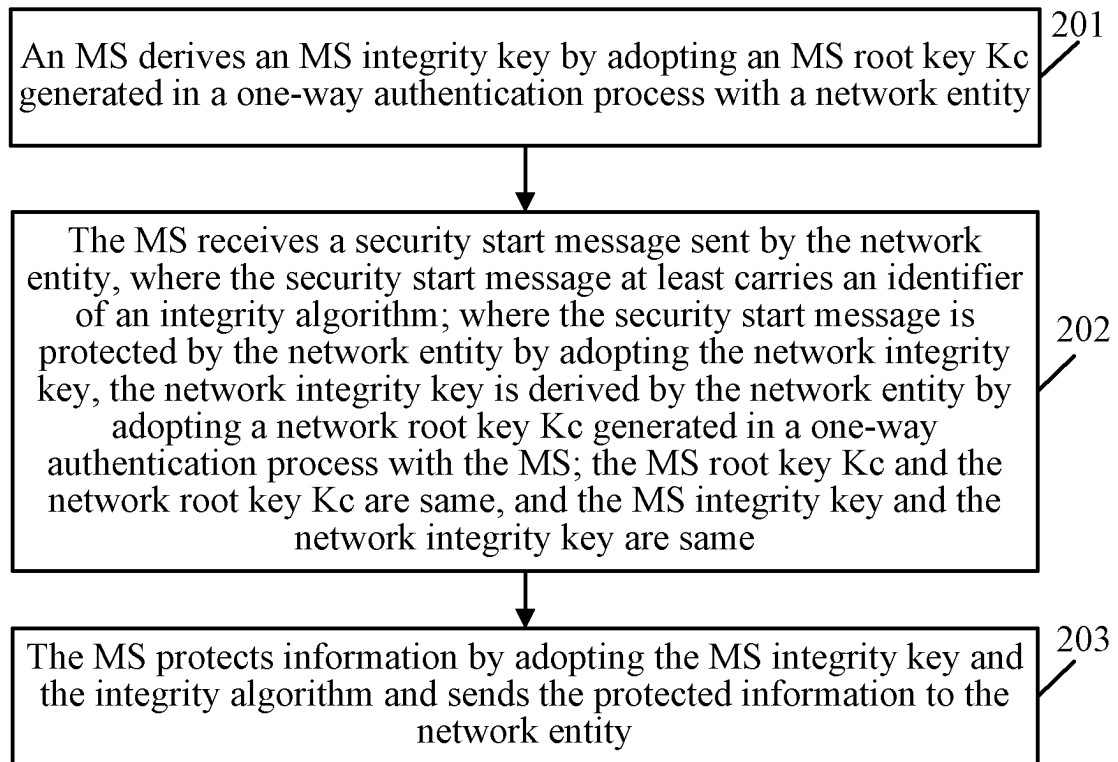 201
An MS derives an MS integrity key by adopting an MS root key Kc
generated in a one-way authentication process with a network entity
The MS receives a security start message sent by the network
entity, where the security start message at least carries an identifier
of an integrity algorithm; where the security start message is
protected by the network entity by adopting the network integrity
key, the network integrity key is derived by the network entity by
adopting a network root key Kc generated in a one-way
authentication process with the MS; the MS root key Kc and the
network root key Kc are same, and the MS integrity key and the
network integrity key are same
202
The MS protects information by adopting the MS integrity key and
the integrity algorithm and sends the protected information to the
network entity
203